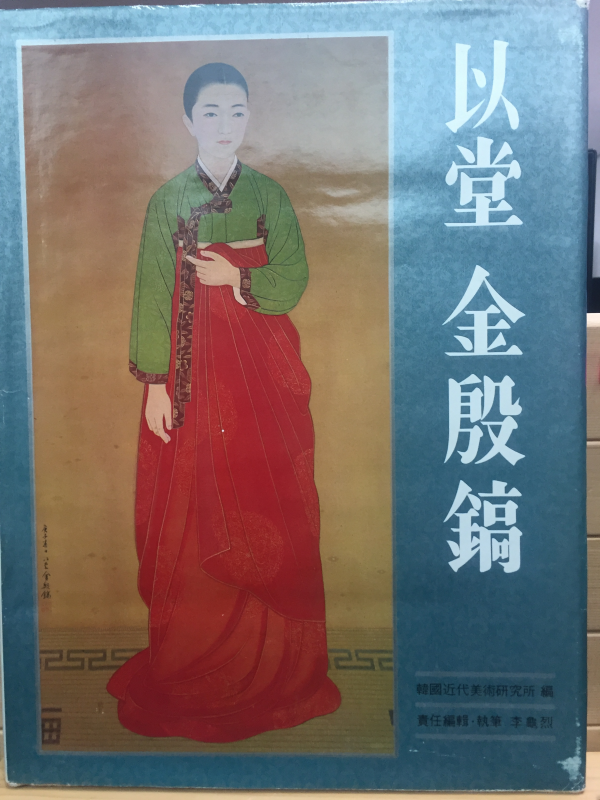 以堂 金殷鎬
韓國近代美術研究所 編
責任編輯·執筆 李龜烈